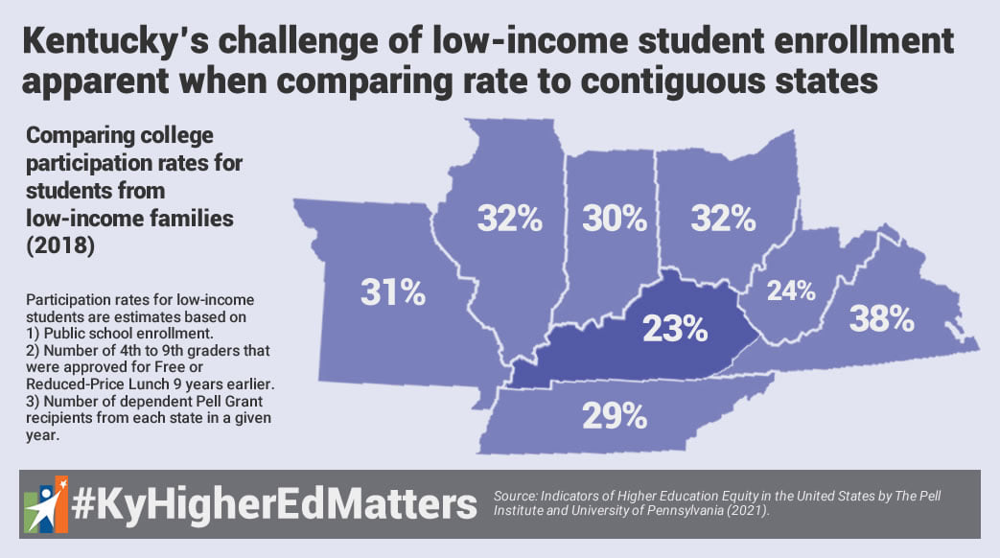 Kentucky's challenge of low-income student enrollment
apparent when comparing rate to contiguous states
Comparing college
participation rates for
students from
low-income families
(2018)
Participation rates for low-income
students are estimates based on
1) Public school enrollment.
2) Number of 4th to 9th graders that
were approved for Free or
Reduced-Price Lunch 9 years earlier.
3) Number of dependent Pell Grant
recipients from each state in a given
year.
32%
30%
32%
31%
24%
38%
23%
29%
#KyHigherEdMatters
Source: Indicators of Higher Education Equity in the United States by The Pell
Institute and University of Pennsylvania (2021).